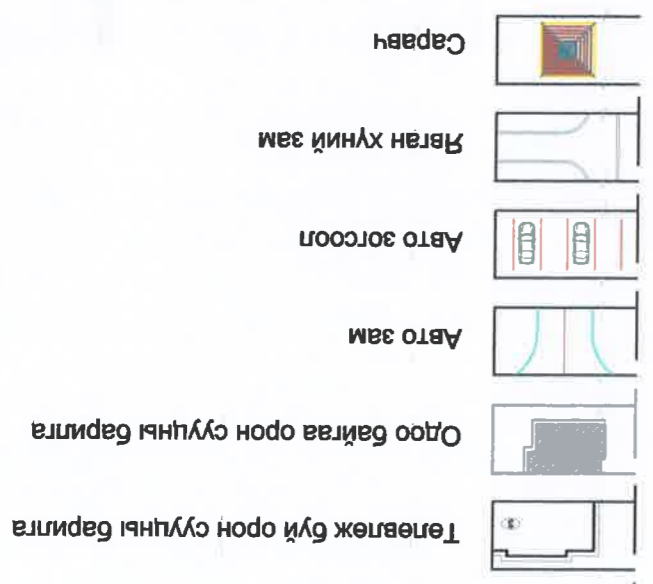 Төлөвлөж буй орон сууцны барилга
Одоо байгаа орон сууцны барилга
Авто зам
Авто зогсоол
Явган хүний зам
Саравч